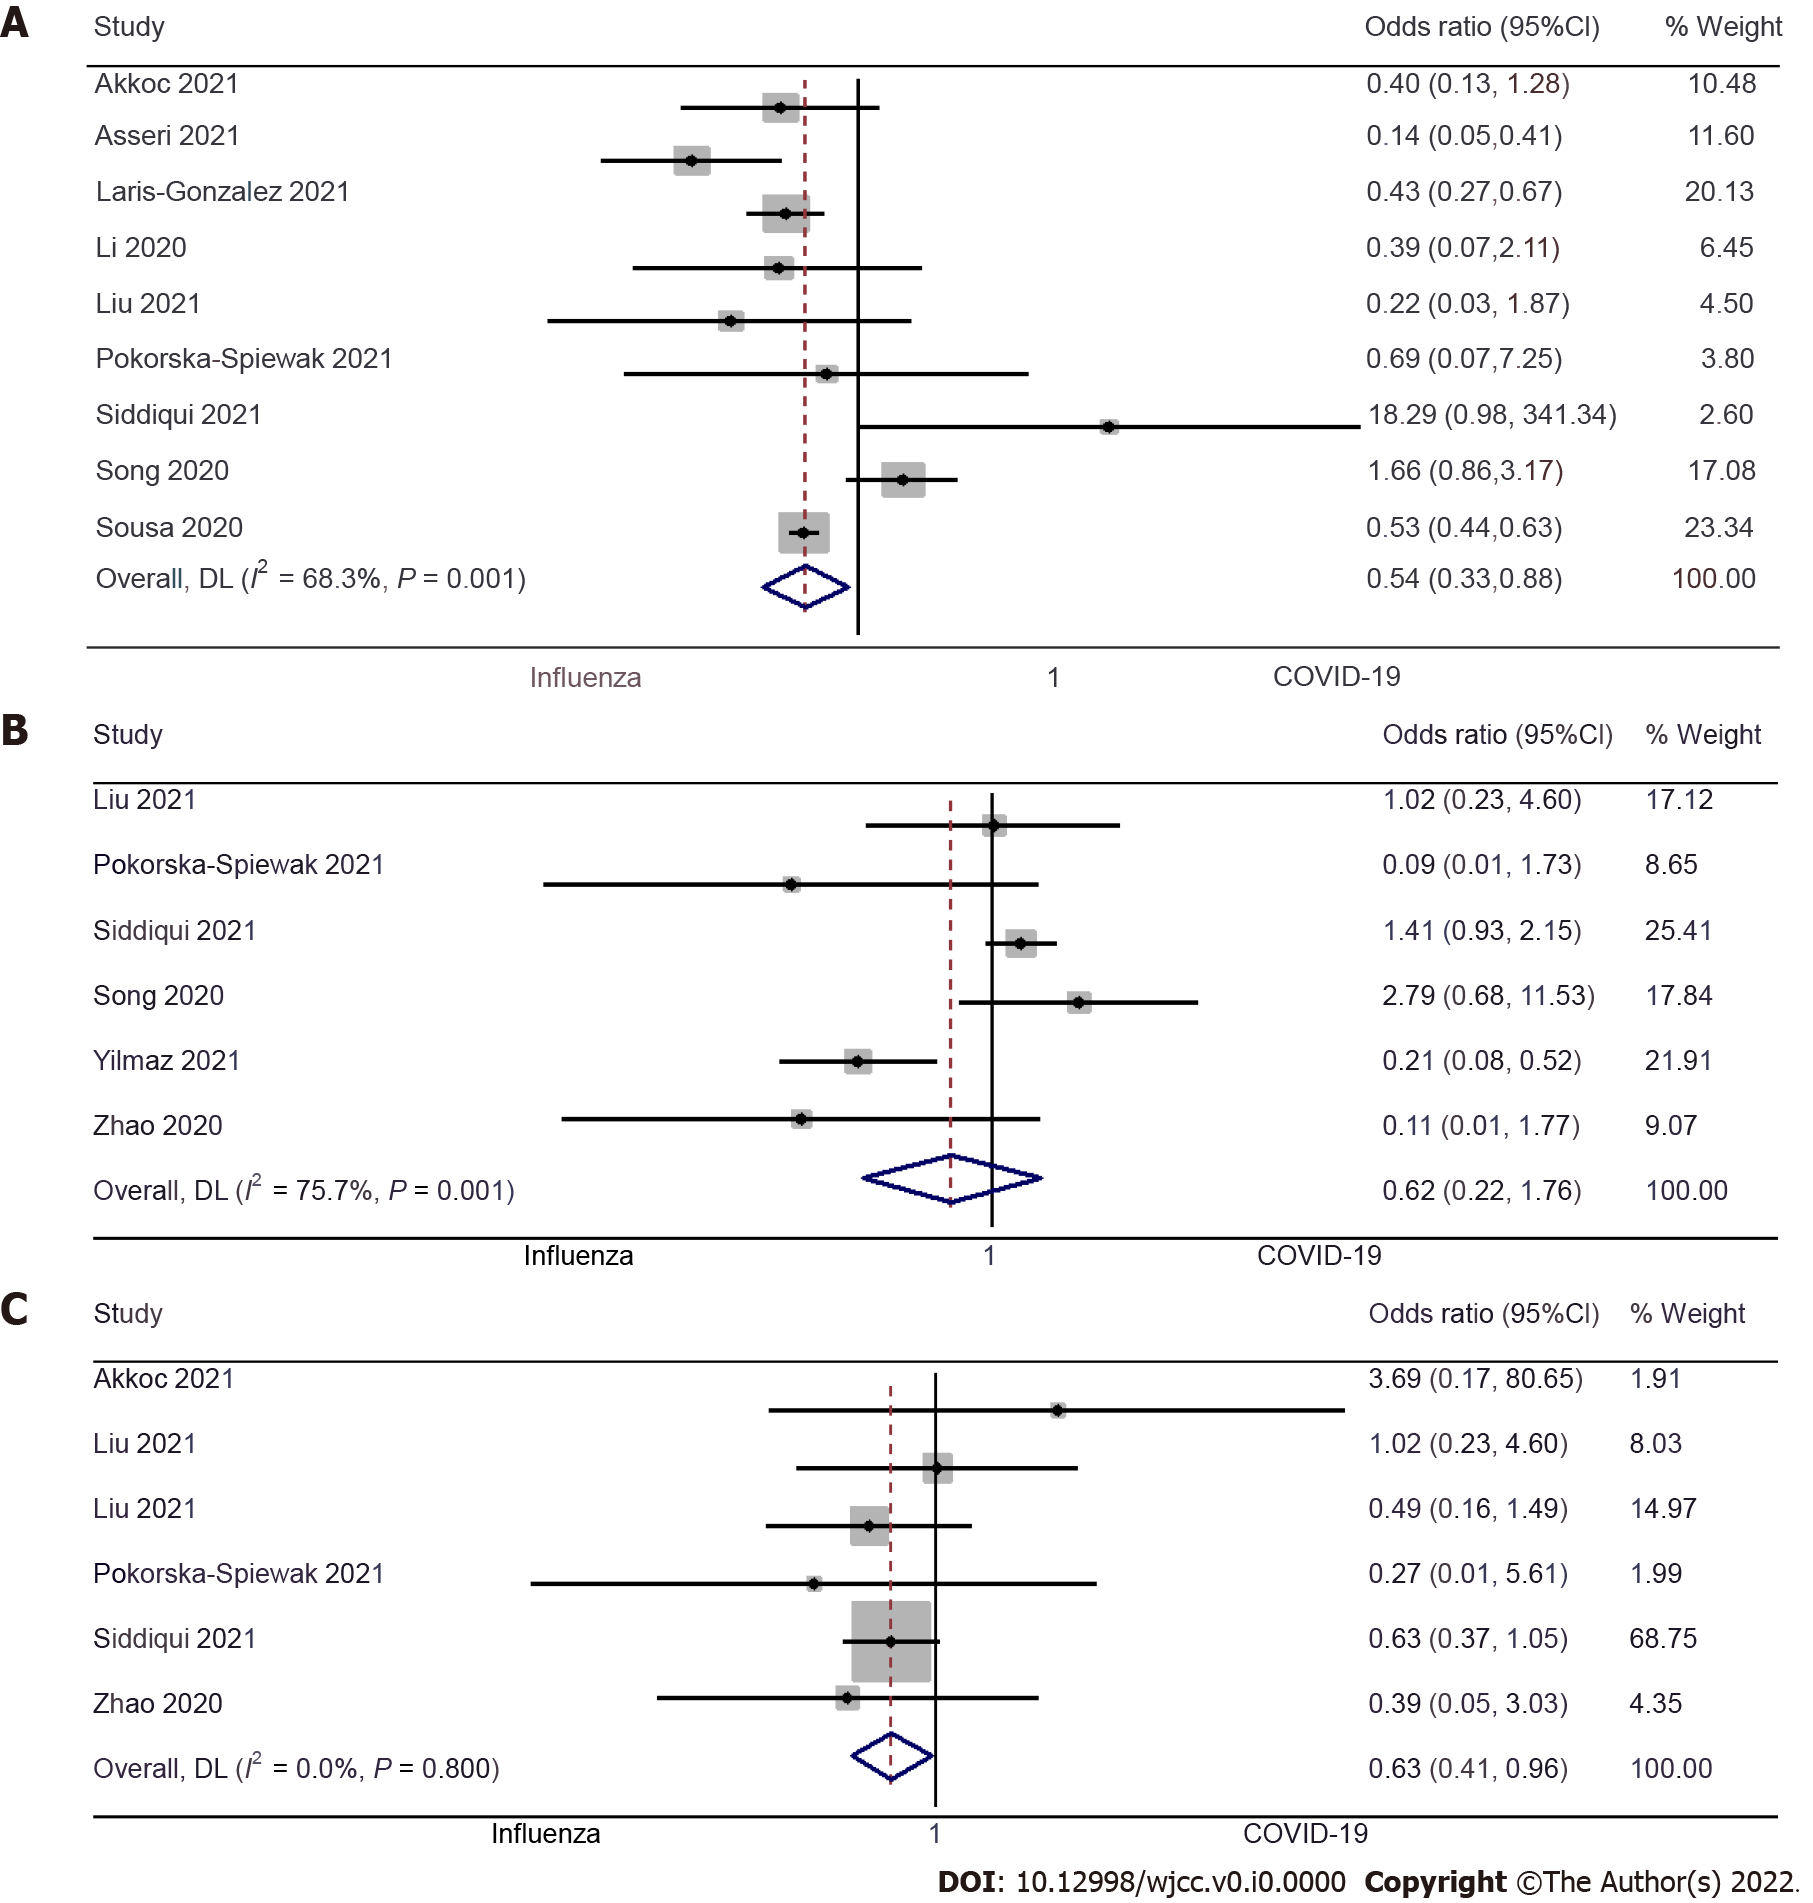 A
Study Odds ratio (95%CI) % Weight
Akkoc 2021 0.40 (0.13, 1.28) 10.48
Asseri 2021 0.14 (0.05,0.41) 11.60
Laris-Gonzalez 2021 0.43 (0.27,0.67) 20.13
Li 2020 0.39 (0.07,2.11) 6.45
Liu 2021 0.22 (0.03, 1.87) 4.50
Pokorska-Spiewak 2021 0.69 (0.07,7.25) 3.80
Siddiqui 2021 18.29 (0.98, 341.34) 2.60
Song 2020 1.66 (0.86,3.17) 17.08
Sousa 2020 0.53 (0.44,0.63) 23.34
Overall, DL (I² = 68.3%, P = 0.001) 0.54 (0.33,0.88) 100.00
Influenza 1 COVID-19
B
Study Odds ratio (95%CI) % Weight
Liu 2021 1.02 (0.23, 4.60) 17.12
Pokorska-Spiewak 2021 0.09 (0.01, 1.73) 8.65
Siddiqui 2021 1.41 (0.93, 2.15) 25.41
Song 2020 2.79 (0.68, 11.53) 17.84
Yilmaz 2021 0.21 (0.08, 0.52) 21.91
Zhao 2020 0.11 (0.01, 1.77) 9.07
Overall, DL (I² = 75.7%, P = 0.001) 0.62 (0.22, 1.76) 100.00
Influenza 1 COVID-19
C
Study Odds ratio (95%CI) % Weight
Akkoc 2021 3.69 (0.17, 80.65) 1.91
Liu 2021 1.02 (0.23, 4.60) 8.03
Liu 2021 0.49 (0.16, 1.49) 14.97
Pokorska-Spiewak 2021 0.27 (0.01, 5.61) 1.99
Siddiqui 2021 0.63 (0.37, 1.05) 68.75
Zhao 2020 0.39 (0.05, 3.03) 4.35
Overall, DL (I² = 0.0%, P = 0.800) 0.63 (0.41, 0.96) 100.00
Influenza 1 COVID-19
DOI: 10.12998/wjcc.v0.i0.0000 Copyright ©The Author(s) 2022.